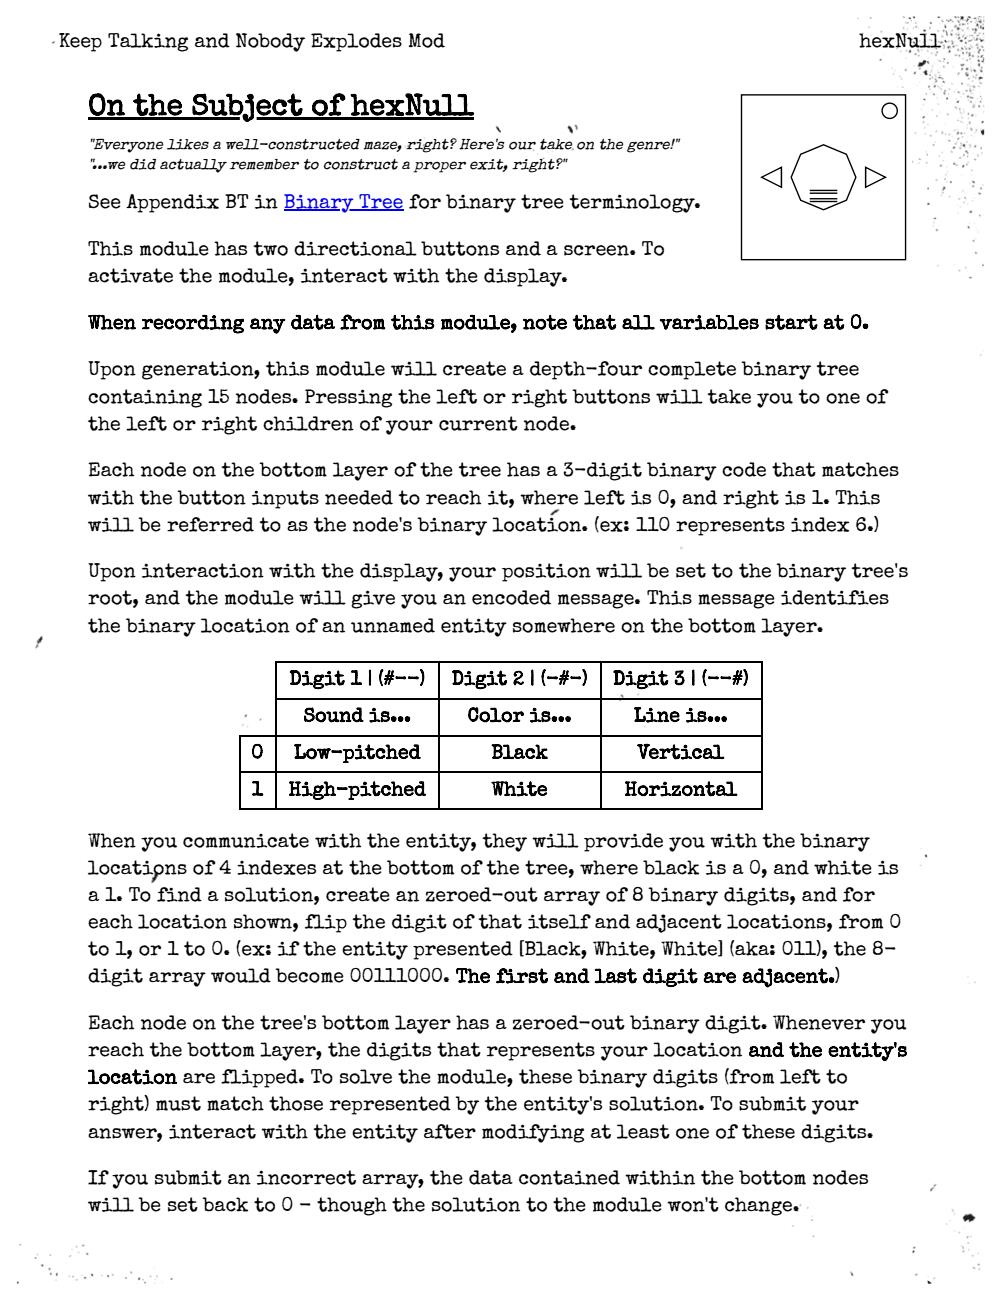 Keep Talking and Nobody Explodes Mod
hexNull
On the Subject of hexNull
"Everyone likes a well-constructed maze, right? Here's our take on the genre!"
"...we did actually remember to construct a proper exit, right?"
See Appendix BT in Binary Tree for binary tree terminology.
This module has two directional buttons and a screen. To
activate the module, interact with the display.
When recording any data from this module, note that all variables start at 0.
Upon generation, this module will create a depth-four complete binary tree
containing 15 nodes. Pressing the left or right buttons will take you to one of
the left or right children of your current node.
Each node on the bottom layer of the tree has a 3-digit binary code that matches
with the button inputs needed to reach it, where left is 0, and right is 1. This
will be referred to as the node's binary location. (ex: 110 represents index 6.)
Upon interaction with the display, your position will be set to the binary tree's
root, and the module will give you an encoded message. This message identifies
the binary location of an unnamed entity somewhere on the bottom layer.
Digit 1 | (#--) Digit 2 | (-#-) Digit 3 | (--#)
Sound is... Color is... Line is...
0 Low-pitched Black Vertical
1 High-pitched White Horizontal
When you communicate with the entity, they will provide you with the binary
locations of 4 indexes at the bottom of the tree, where black is a 0, and white is
a 1. To find a solution, create an zeroed-out array of 8 binary digits, and for
each location shown, flip the digit of that itself and adjacent locations, from 0
to 1, or 1 to 0. (ex: if the entity presented [Black, White, White] (aka: 011), the 8-
digit array would become 00111000. The first and last digit are adjacent.)
Each node on the tree's bottom layer has a zeroed-out binary digit. Whenever you
reach the bottom layer, the digits that represents your location and the entity's
location are flipped. To solve the module, these binary digits (from left to
right) must match those represented by the entity's solution. To submit your
answer, interact with the entity after modifying at least one of these digits.
If you submit an incorrect array, the data contained within the bottom nodes
will be set back to 0 - though the solution to the module won't change.